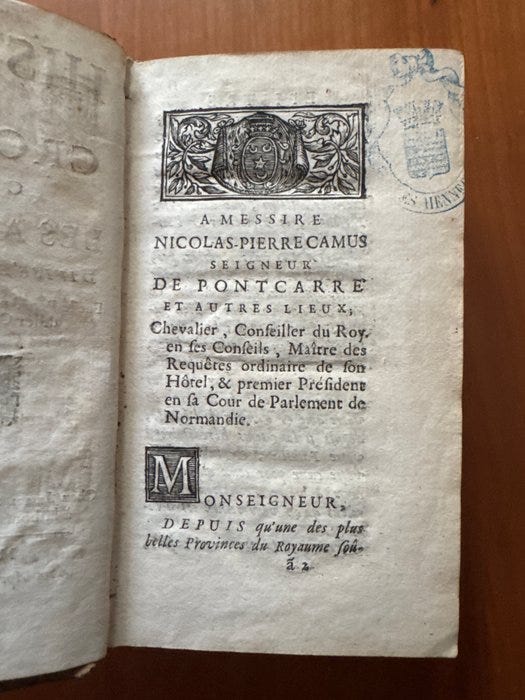 A MESSIRE
NICOLAS-PIERRE CAMUS
SEIGNEUR
DE PONTCARRÉ
ET AUTRES LIEUX,
Chevalier, Conseiller du Roy
en ses Conseils, Maître des
Requêtes ordinaire de son
Hôtel, & premier Président
en sa Cour de Parlement de
Normandie.
MONSEIGNEUR,
DEPUIS qu'une des plus
belles Provinces du Royaume soû-
ã 2